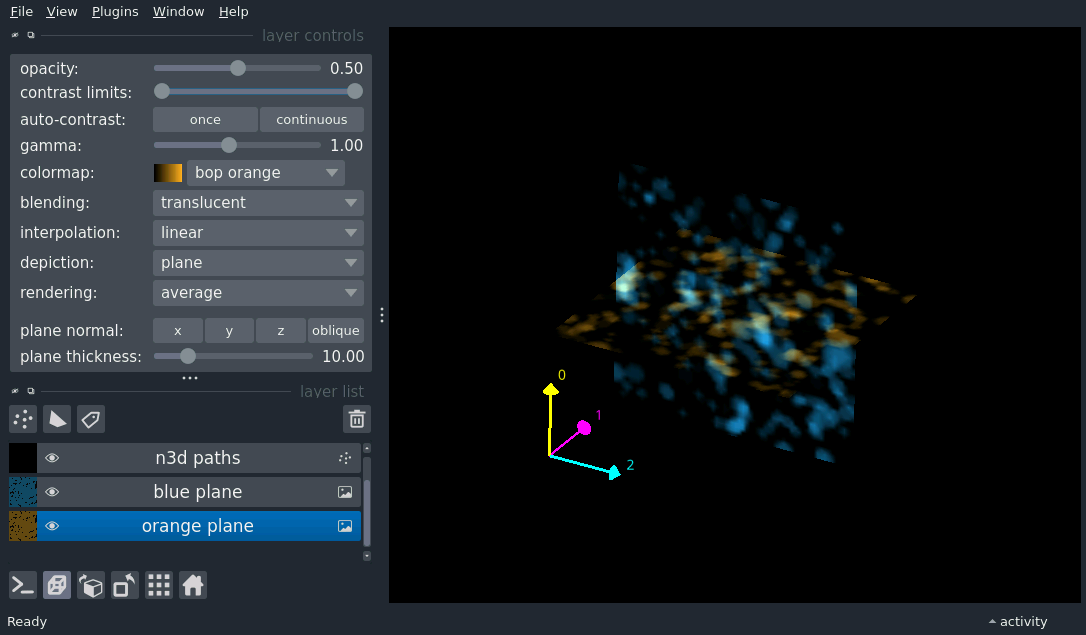 File View Plugins Window Help
layer controls
opacity: 0.50
contrast limits:
auto-contrast: once continuous
gamma: 1.00
colormap: bop orange
blending: translucent
interpolation: linear
depiction: plane
rendering: average
plane normal: x y z oblique
plane thickness: 10.00
layer list
n3d paths
blue plane
orange plane
0
1
2
Ready
activity